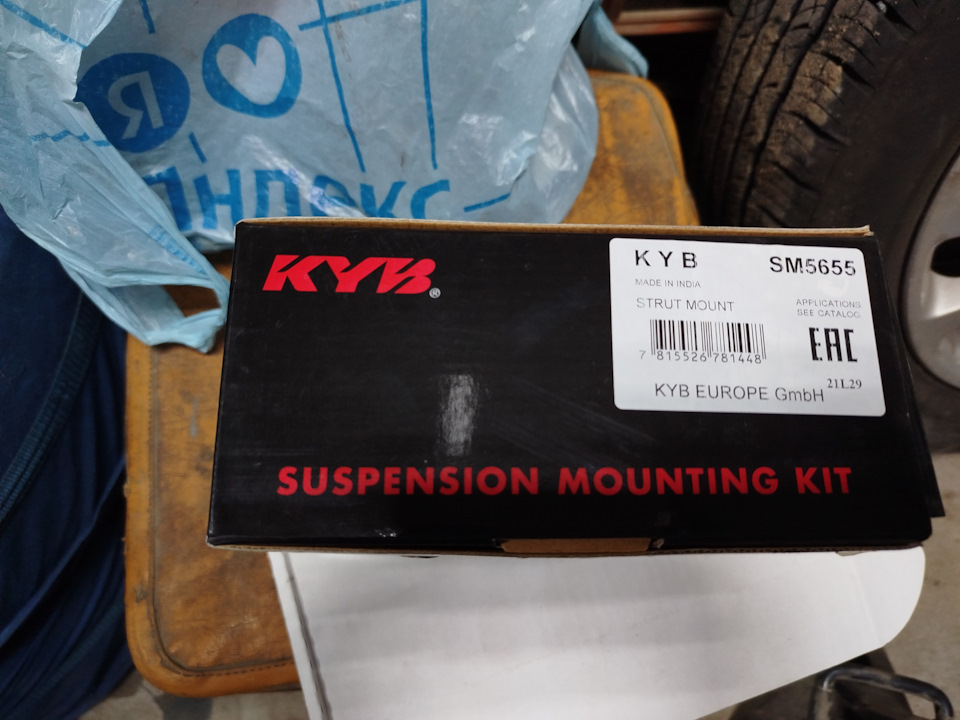 Я
ЯНДЕКС
KYB®
KYB
SM5655
MADE IN INDIA
STRUT MOUNT
APPLICATIONS
SEE CATALOG
7 815526 781448
EAC
21L29
KYB EUROPE GmbH
SUSPENSION MOUNTING KIT